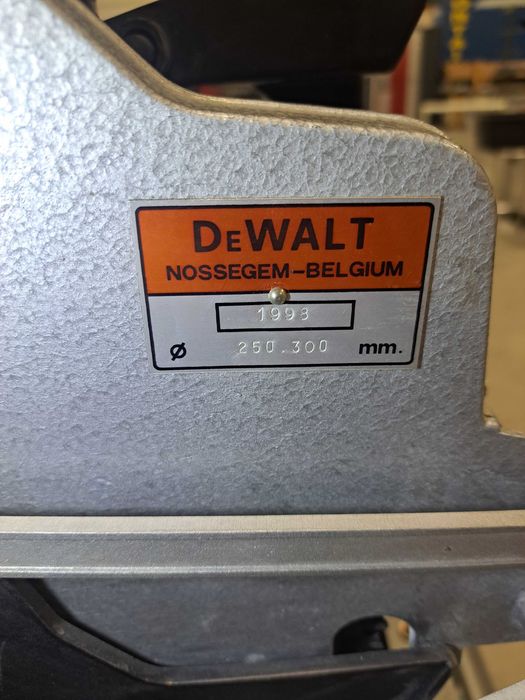 DEWALT
NOSSEGEM-BELGIUM
1998
Ø 250.300 mm.